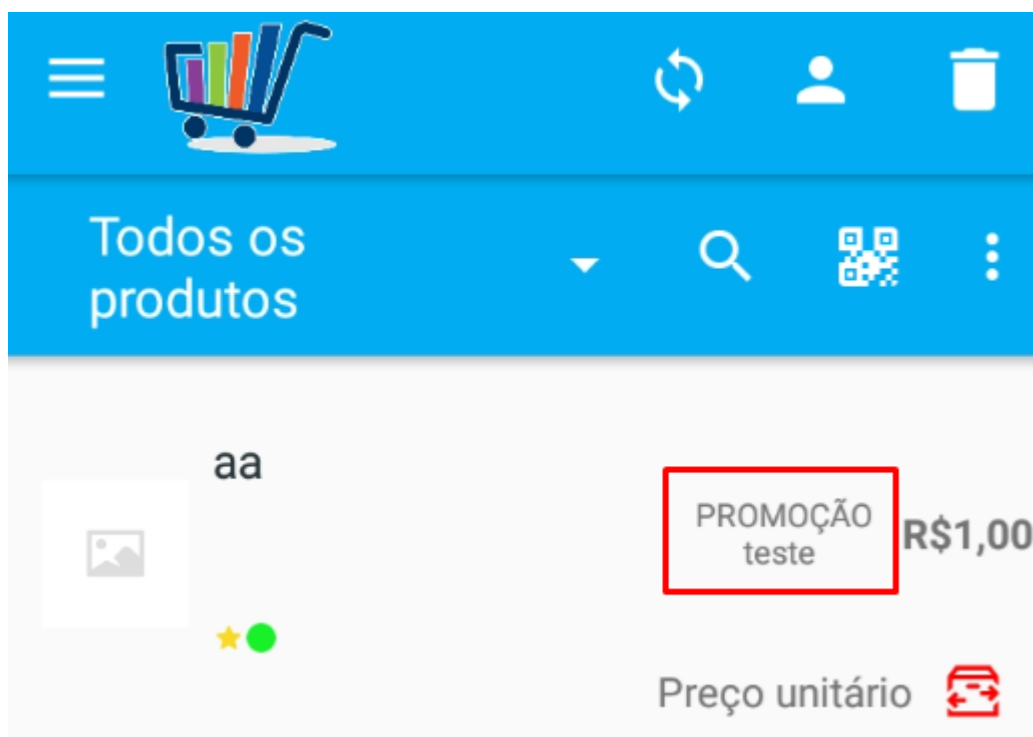 Todos os
produtos
aa
PROMOÇÃO
teste
R$1,00
Preço unitário